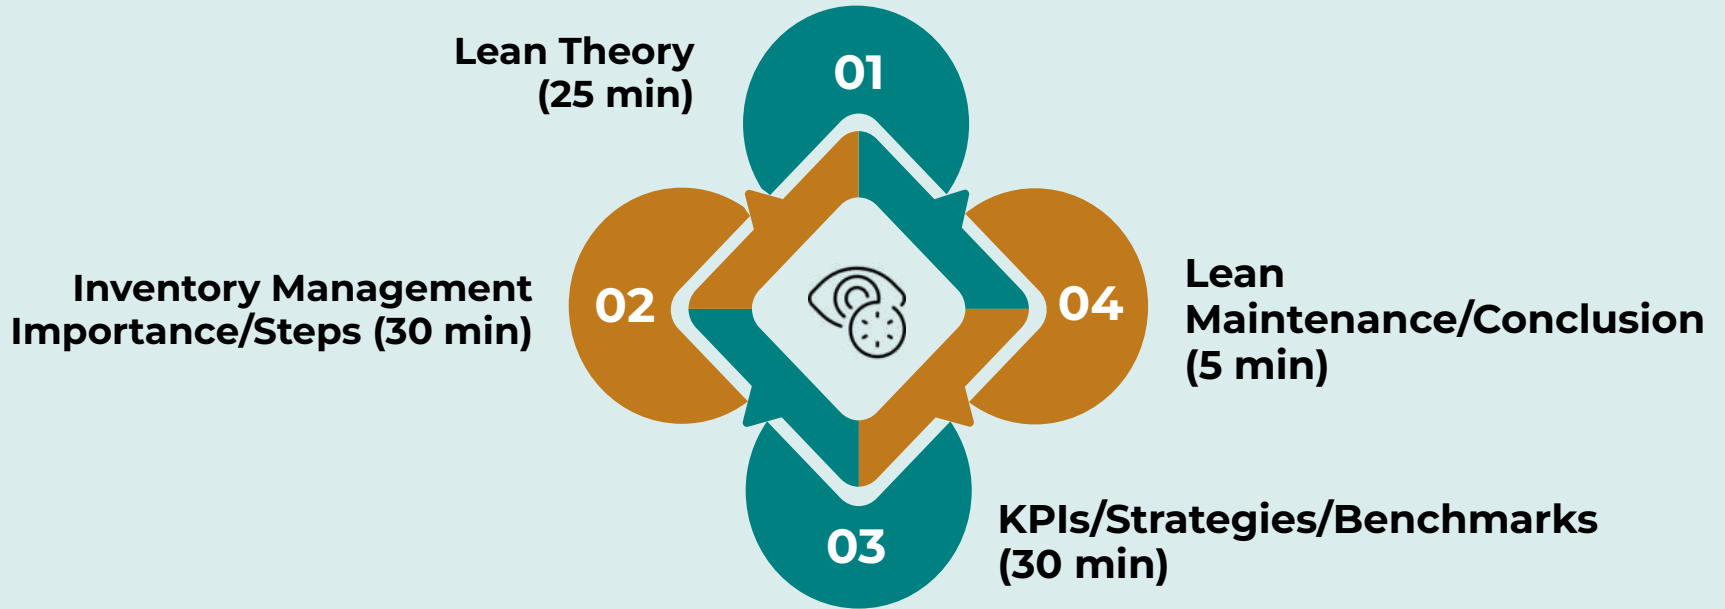 Lean Theory
(25 min)
01
Inventory Management
Importance/Steps (30 min)
02
03
KPIs/Strategies/Benchmarks
(30 min)
04
Lean
Maintenance/Conclusion
(5 min)